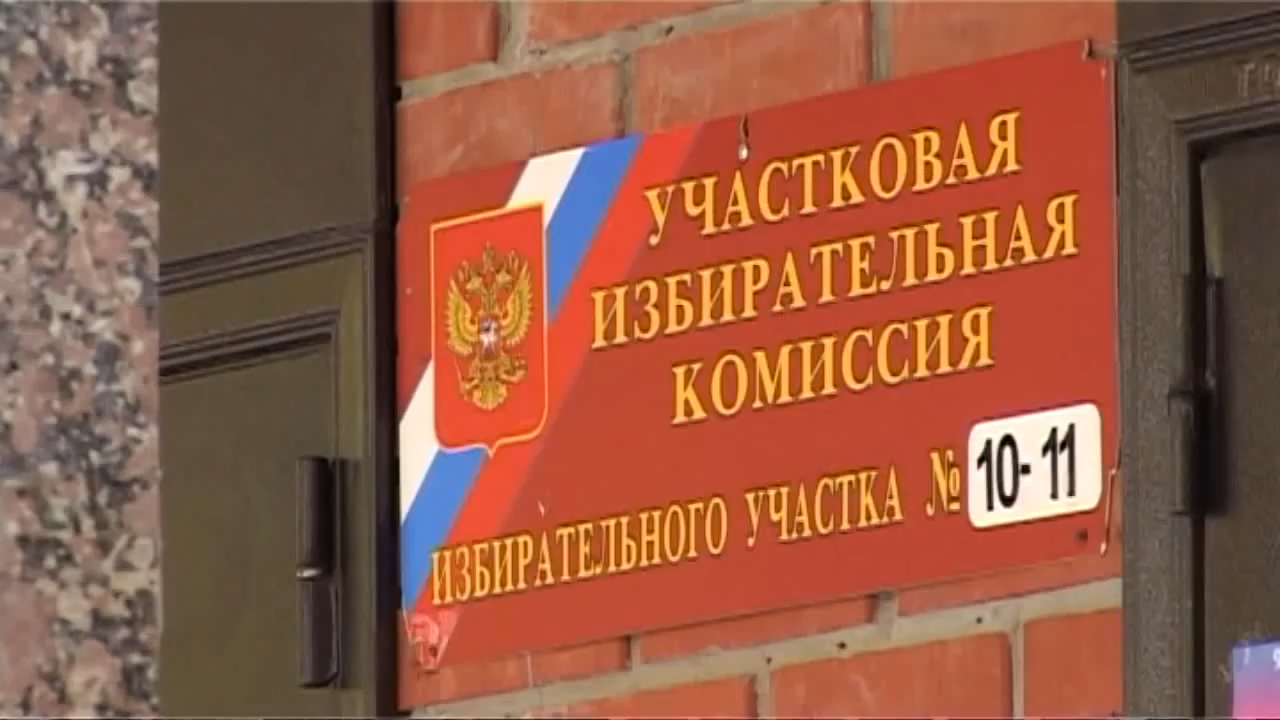 УЧАСТКОВАЯ
ИЗБИРАТЕЛЬНАЯ
КОМИССИЯ
ИЗБИРАТЕЛЬНОГО УЧАСТКА № 10-11